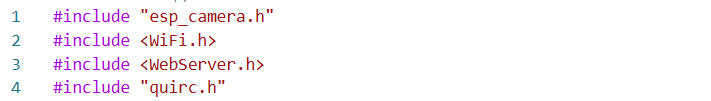 1 #include "esp_camera.h"
2 #include <WiFi.h>
3 #include <WebServer.h>
4 #include "quirc.h"